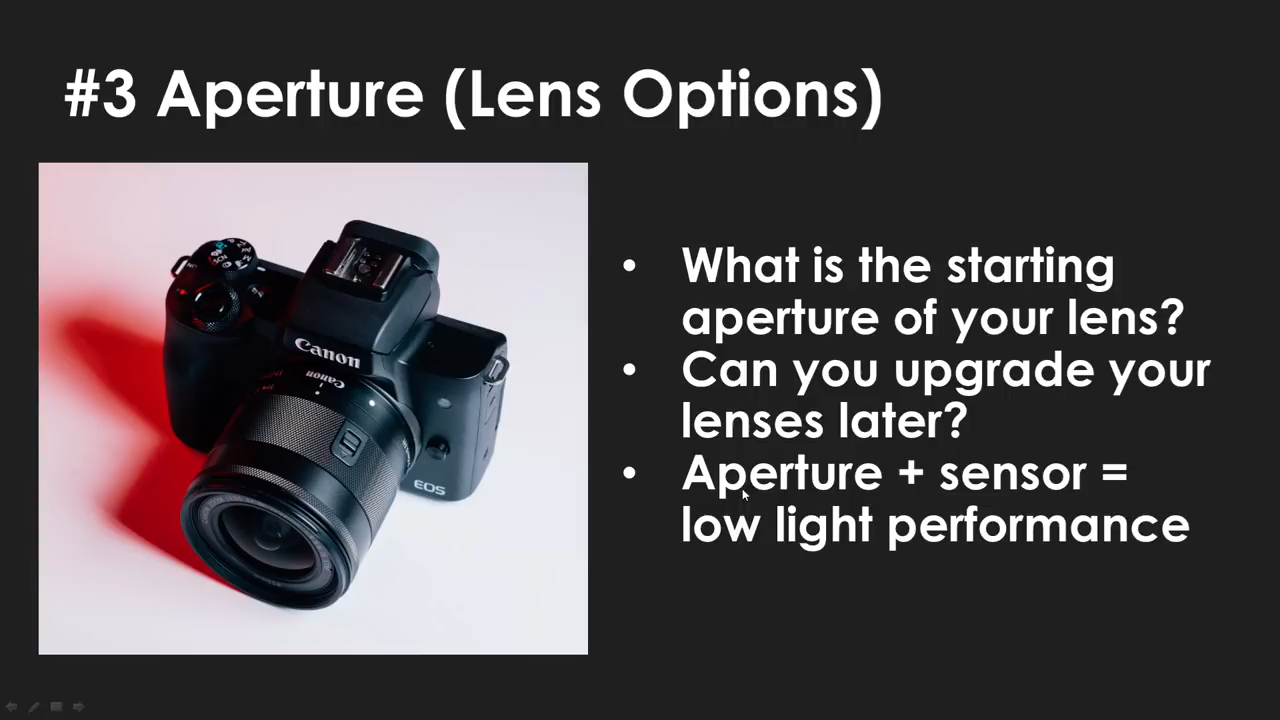 #3 Aperture (Lens Options)
Canon
Canon
EOS
• What is the starting
aperture of your lens?
• Can you upgrade your
lenses later?
• Aperture + sensor =
low light performance